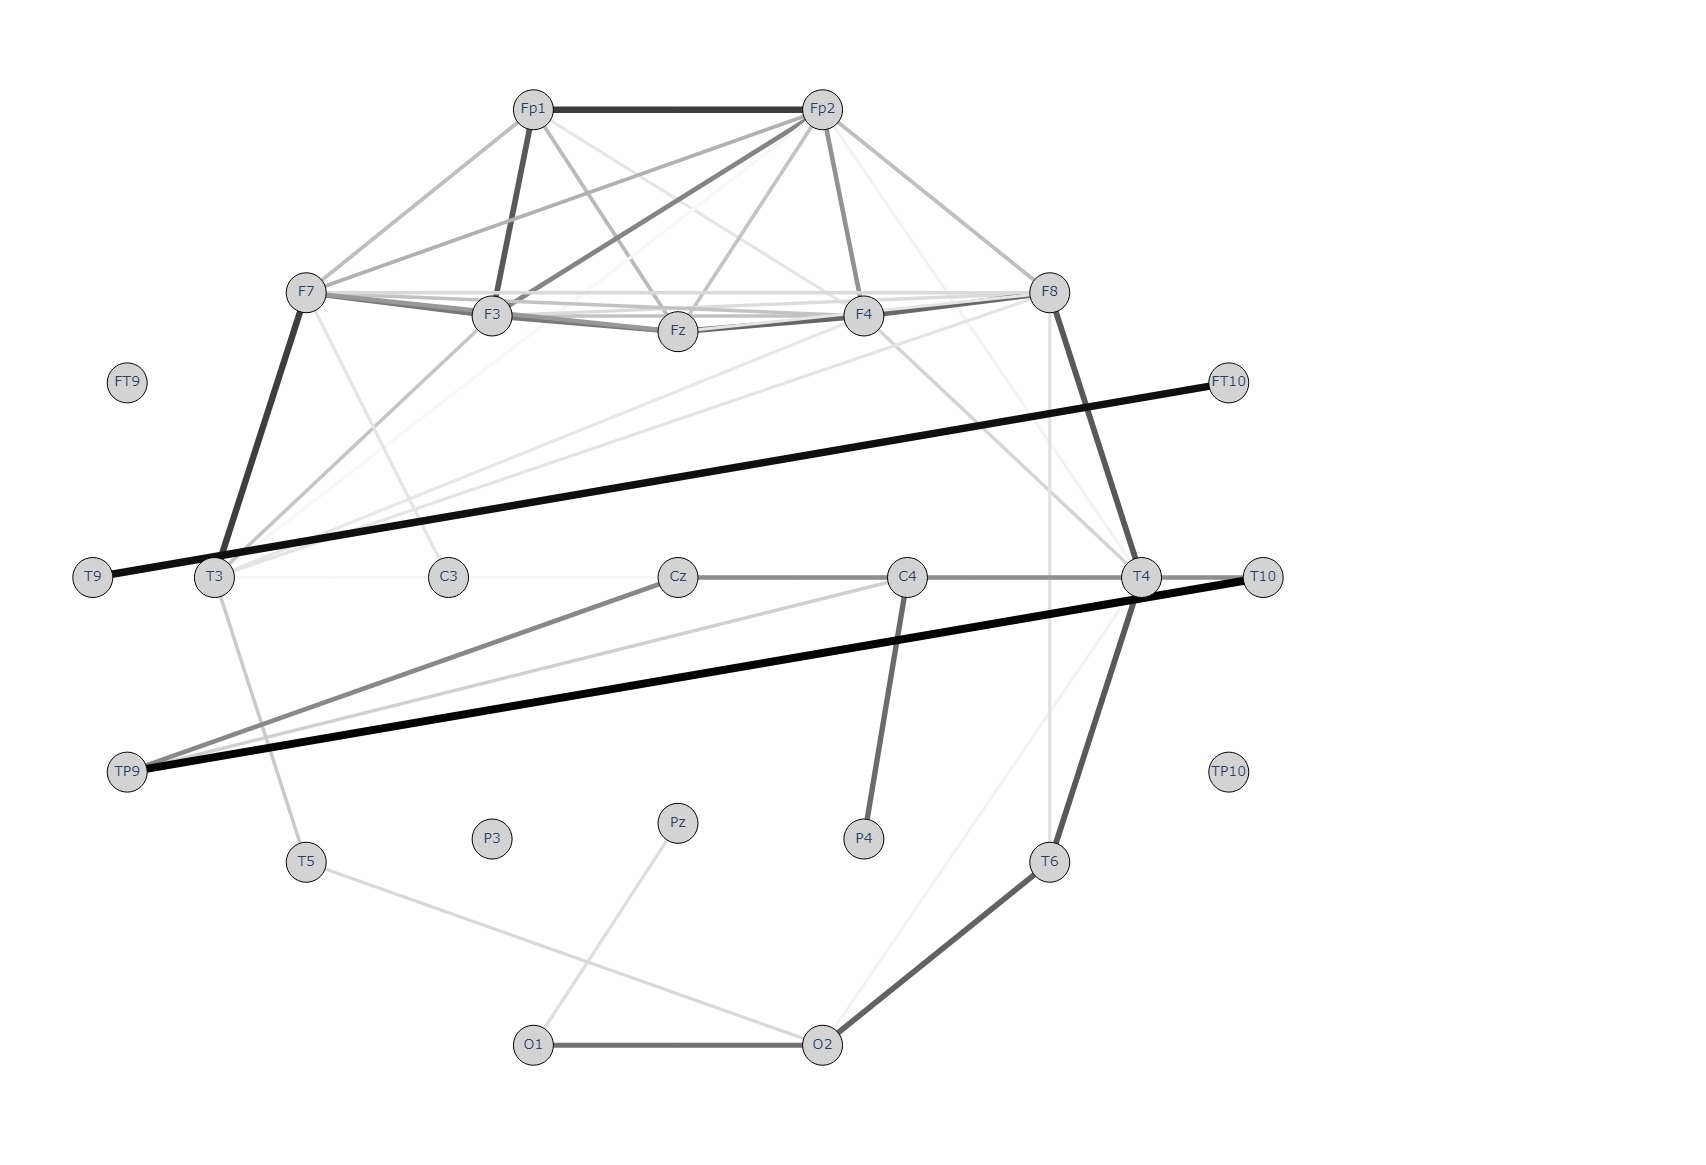 Fp1 Fp2
F7 F3 Fz F4 F8
FT9 FT10
T9 T3 C3 Cz C4 T4 T10
TP9 TP10
T5 P3 Pz P4 T6
O1 O2